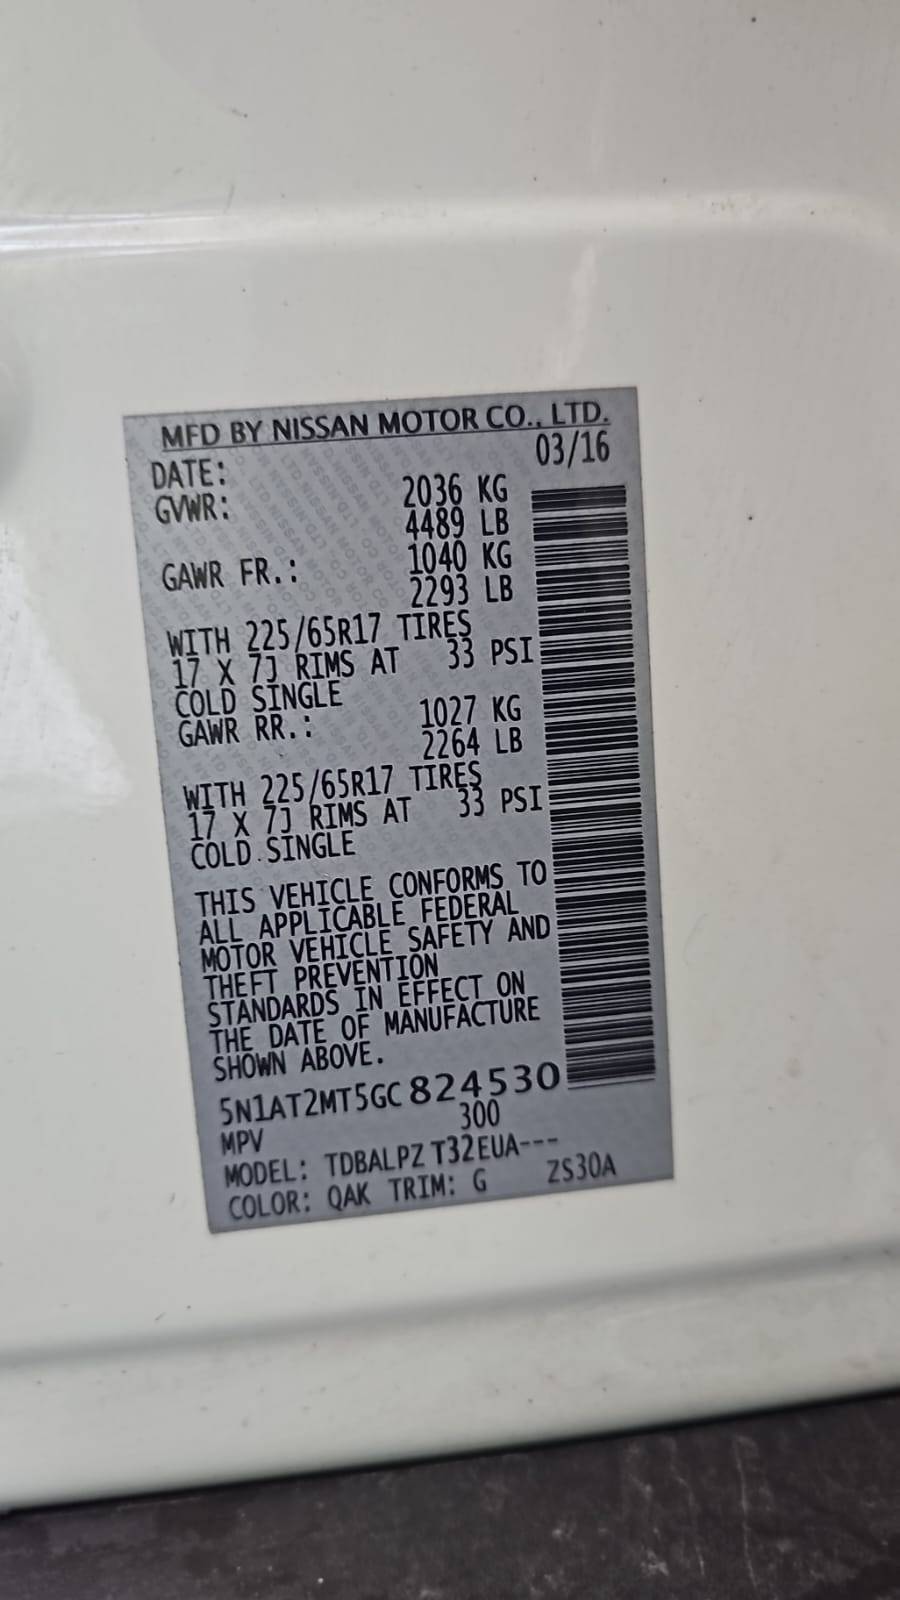 MFD BY NISSAN MOTOR CO., LTD.
DATE: 03/16
GVWR: 2036 KG
4489 LB
GAWR FR.: 1040 KG
2293 LB
WITH 225/65R17 TIRES
17 X 7J RIMS AT 33 PSI
COLD SINGLE
GAWR RR.: 1027 KG
2264 LB
WITH 225/65R17 TIRES
17 X 7J RIMS AT 33 PSI
COLD SINGLE
THIS VEHICLE CONFORMS TO
ALL APPLICABLE FEDERAL
MOTOR VEHICLE SAFETY AND
THEFT PREVENTION
STANDARDS IN EFFECT ON
THE DATE OF MANUFACTURE
SHOWN ABOVE.
5N1AT2MT5GC824530
MPV 300
MODEL: TDBALPZ T32EUA---
COLOR: QAK TRIM: G ZS30A